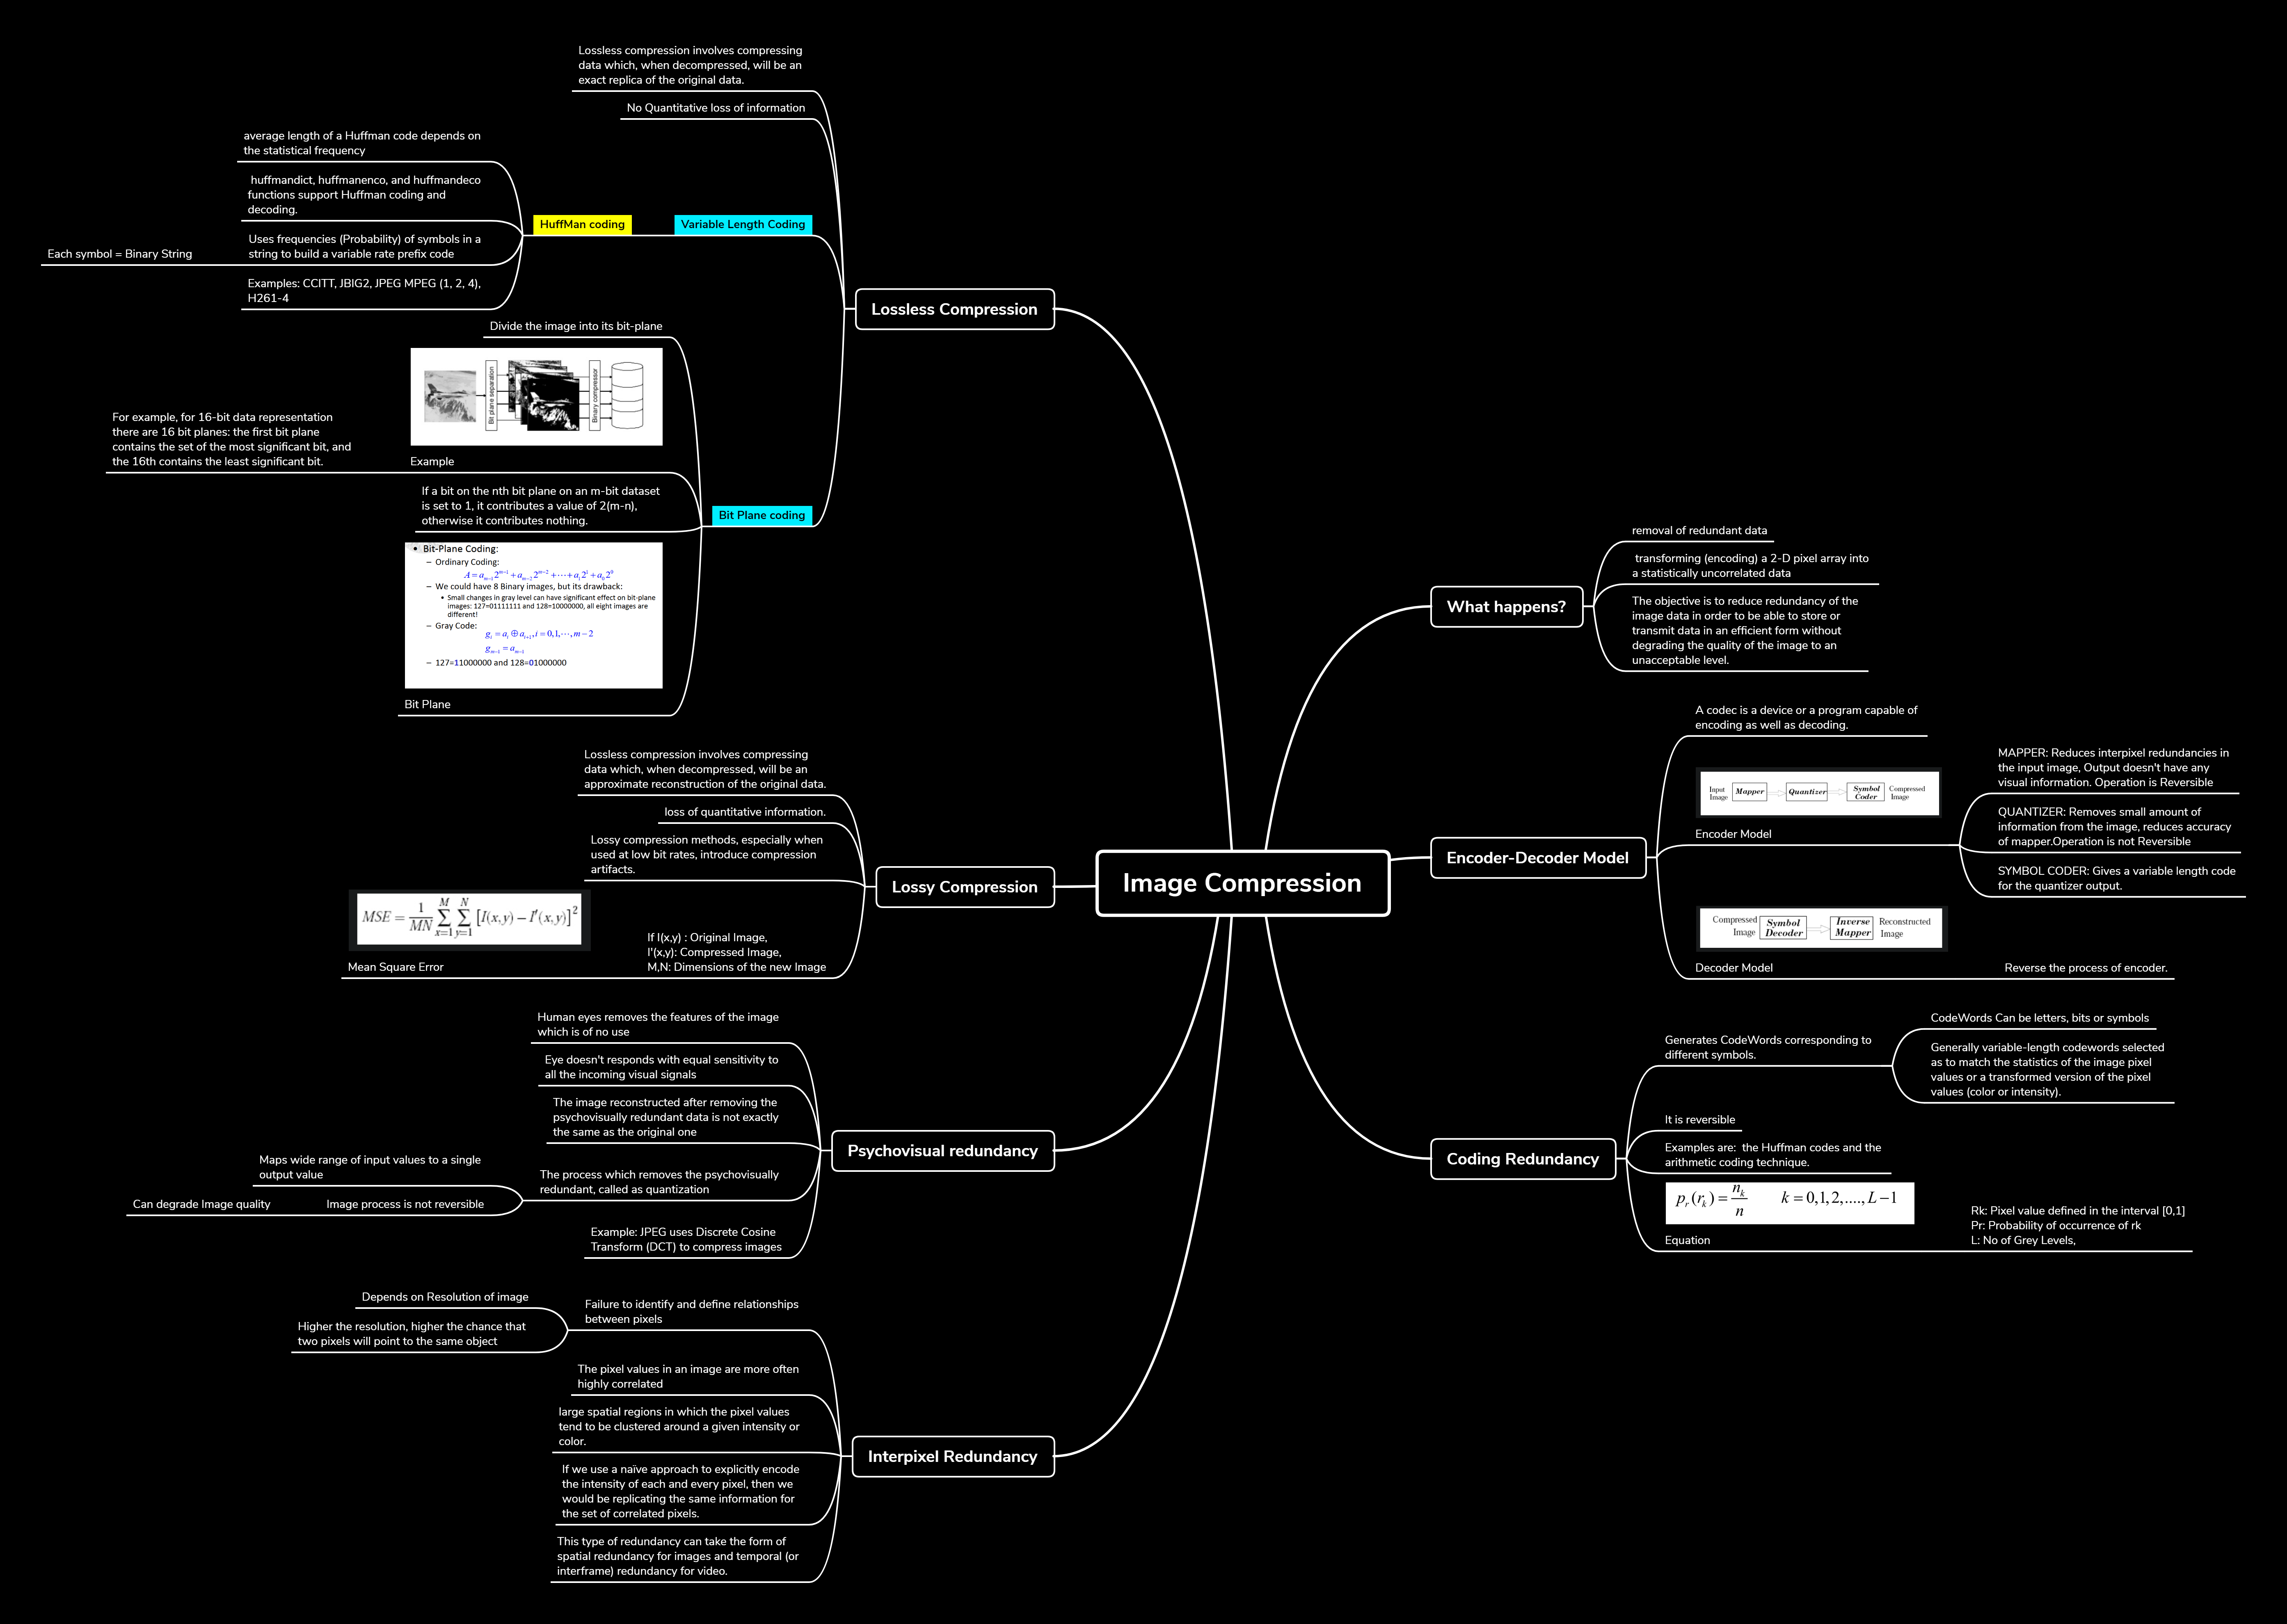 Image Compression
Lossless Compression
Lossless compression involves compressing
data which, when decompressed, will be an
exact replica of the original data.
No Quantitative loss of information
Variable Length Coding
HuffMan coding
average length of a Huffman code depends on
the statistical frequency
huffmandict, huffmanenco, and huffmandeco
functions support Huffman coding and
decoding.
Uses frequencies (Probability) of symbols in a
string to build a variable rate prefix code
Each symbol = Binary String
Examples: CCITT, JBIG2, JPEG MPEG (1, 2, 4),
H261-4
Bit Plane coding
Divide the image into its bit-plane
Bit plane separation
Binary compressor
Example
For example, for 16-bit data representation
there are 16 bit planes: the first bit plane
contains the set of the most significant bit, and
the 16th contains the least significant bit.
If a bit on the nth bit plane on an m-bit dataset
is set to 1, it contributes a value of 2(m-n),
otherwise it contributes nothing.
• Bit-Plane Coding:
– Ordinary Coding:
A = a_{m-1}2^{m-1} + a_{m-2}2^{m-2} + ⋯ + a_1 2^1 + a_0 2^0
– We could have 8 Binary images, but its drawback:
• Small changes in gray level can have significant effect on bit-plane
images: 127=01111111 and 128=10000000, all eight images are
different!
– Gray Code:
g_i = a_i ⊕ a_{i+1}, i = 0,1,⋯,m−2
g_{m-1} = a_{m-1}
– 127=11000000 and 128=01000000
Bit Plane
Lossy Compression
Lossless compression involves compressing
data which, when decompressed, will be an
approximate reconstruction of the original data.
loss of quantitative information.
Lossy compression methods, especially when
used at low bit rates, introduce compression
artifacts.
If I(x,y) : Original Image,
I'(x,y): Compressed Image,
M,N: Dimensions of the new Image
MSE = \frac{1}{MN} \sum_{x=1}^{M} \sum_{y=1}^{N} [I(x,y) − I'(x,y)]^2
Mean Square Error
Psychovisual redundancy
Human eyes removes the features of the image
which is of no use
Eye doesn't responds with equal sensitivity to
all the incoming visual signals
The image reconstructed after removing the
psychovisually redundant data is not exactly
the same as the original one
The process which removes the psychovisually
redundant, called as quantization
Maps wide range of input values to a single
output value
Image process is not reversible
Can degrade Image quality
Example: JPEG uses Discrete Cosine
Transform (DCT) to compress images
Interpixel Redundancy
Failure to identify and define relationships
between pixels
Depends on Resolution of image
Higher the resolution, higher the chance that
two pixels will point to the same object
The pixel values in an image are more often
highly correlated
large spatial regions in which the pixel values
tend to be clustered around a given intensity or
color.
If we use a naïve approach to explicitly encode
the intensity of each and every pixel, then we
would be replicating the same information for
the set of correlated pixels.
This type of redundancy can take the form of
spatial redundancy for images and temporal (or
interframe) redundancy for video.
What happens?
removal of redundant data
transforming (encoding) a 2-D pixel array into
a statistically uncorrelated data
The objective is to reduce redundancy of the
image data in order to be able to store or
transmit data in an efficient form without
degrading the quality of the image to an
unacceptable level.
Encoder-Decoder Model
A codec is a device or a program capable of
encoding as well as decoding.
Input Image
Mapper
Quantizer
Symbol Coder
Compressed Image
Encoder Model
MAPPER: Reduces interpixel redundancies in
the input image, Output doesn't have any
visual information. Operation is Reversible
QUANTIZER: Removes small amount of
information from the image, reduces accuracy
of mapper.Operation is not Reversible
SYMBOL CODER: Gives a variable length code
for the quantizer output.
Compressed Image
Symbol Decoder
Inverse Mapper
Reconstructed Image
Decoder Model
Reverse the process of encoder.
Coding Redundancy
Generates CodeWords corresponding to
different symbols.
CodeWords Can be letters, bits or symbols
Generally variable-length codewords selected
as to match the statistics of the image pixel
values or a transformed version of the pixel
values (color or intensity).
It is reversible
Examples are: the Huffman codes and the
arithmetic coding technique.
p_r(r_k) = \frac{n_k}{n} k = 0,1,2,....,L−1
Equation
Rk: Pixel value defined in the interval [0,1]
Pr: Probability of occurrence of rk
L: No of Grey Levels,